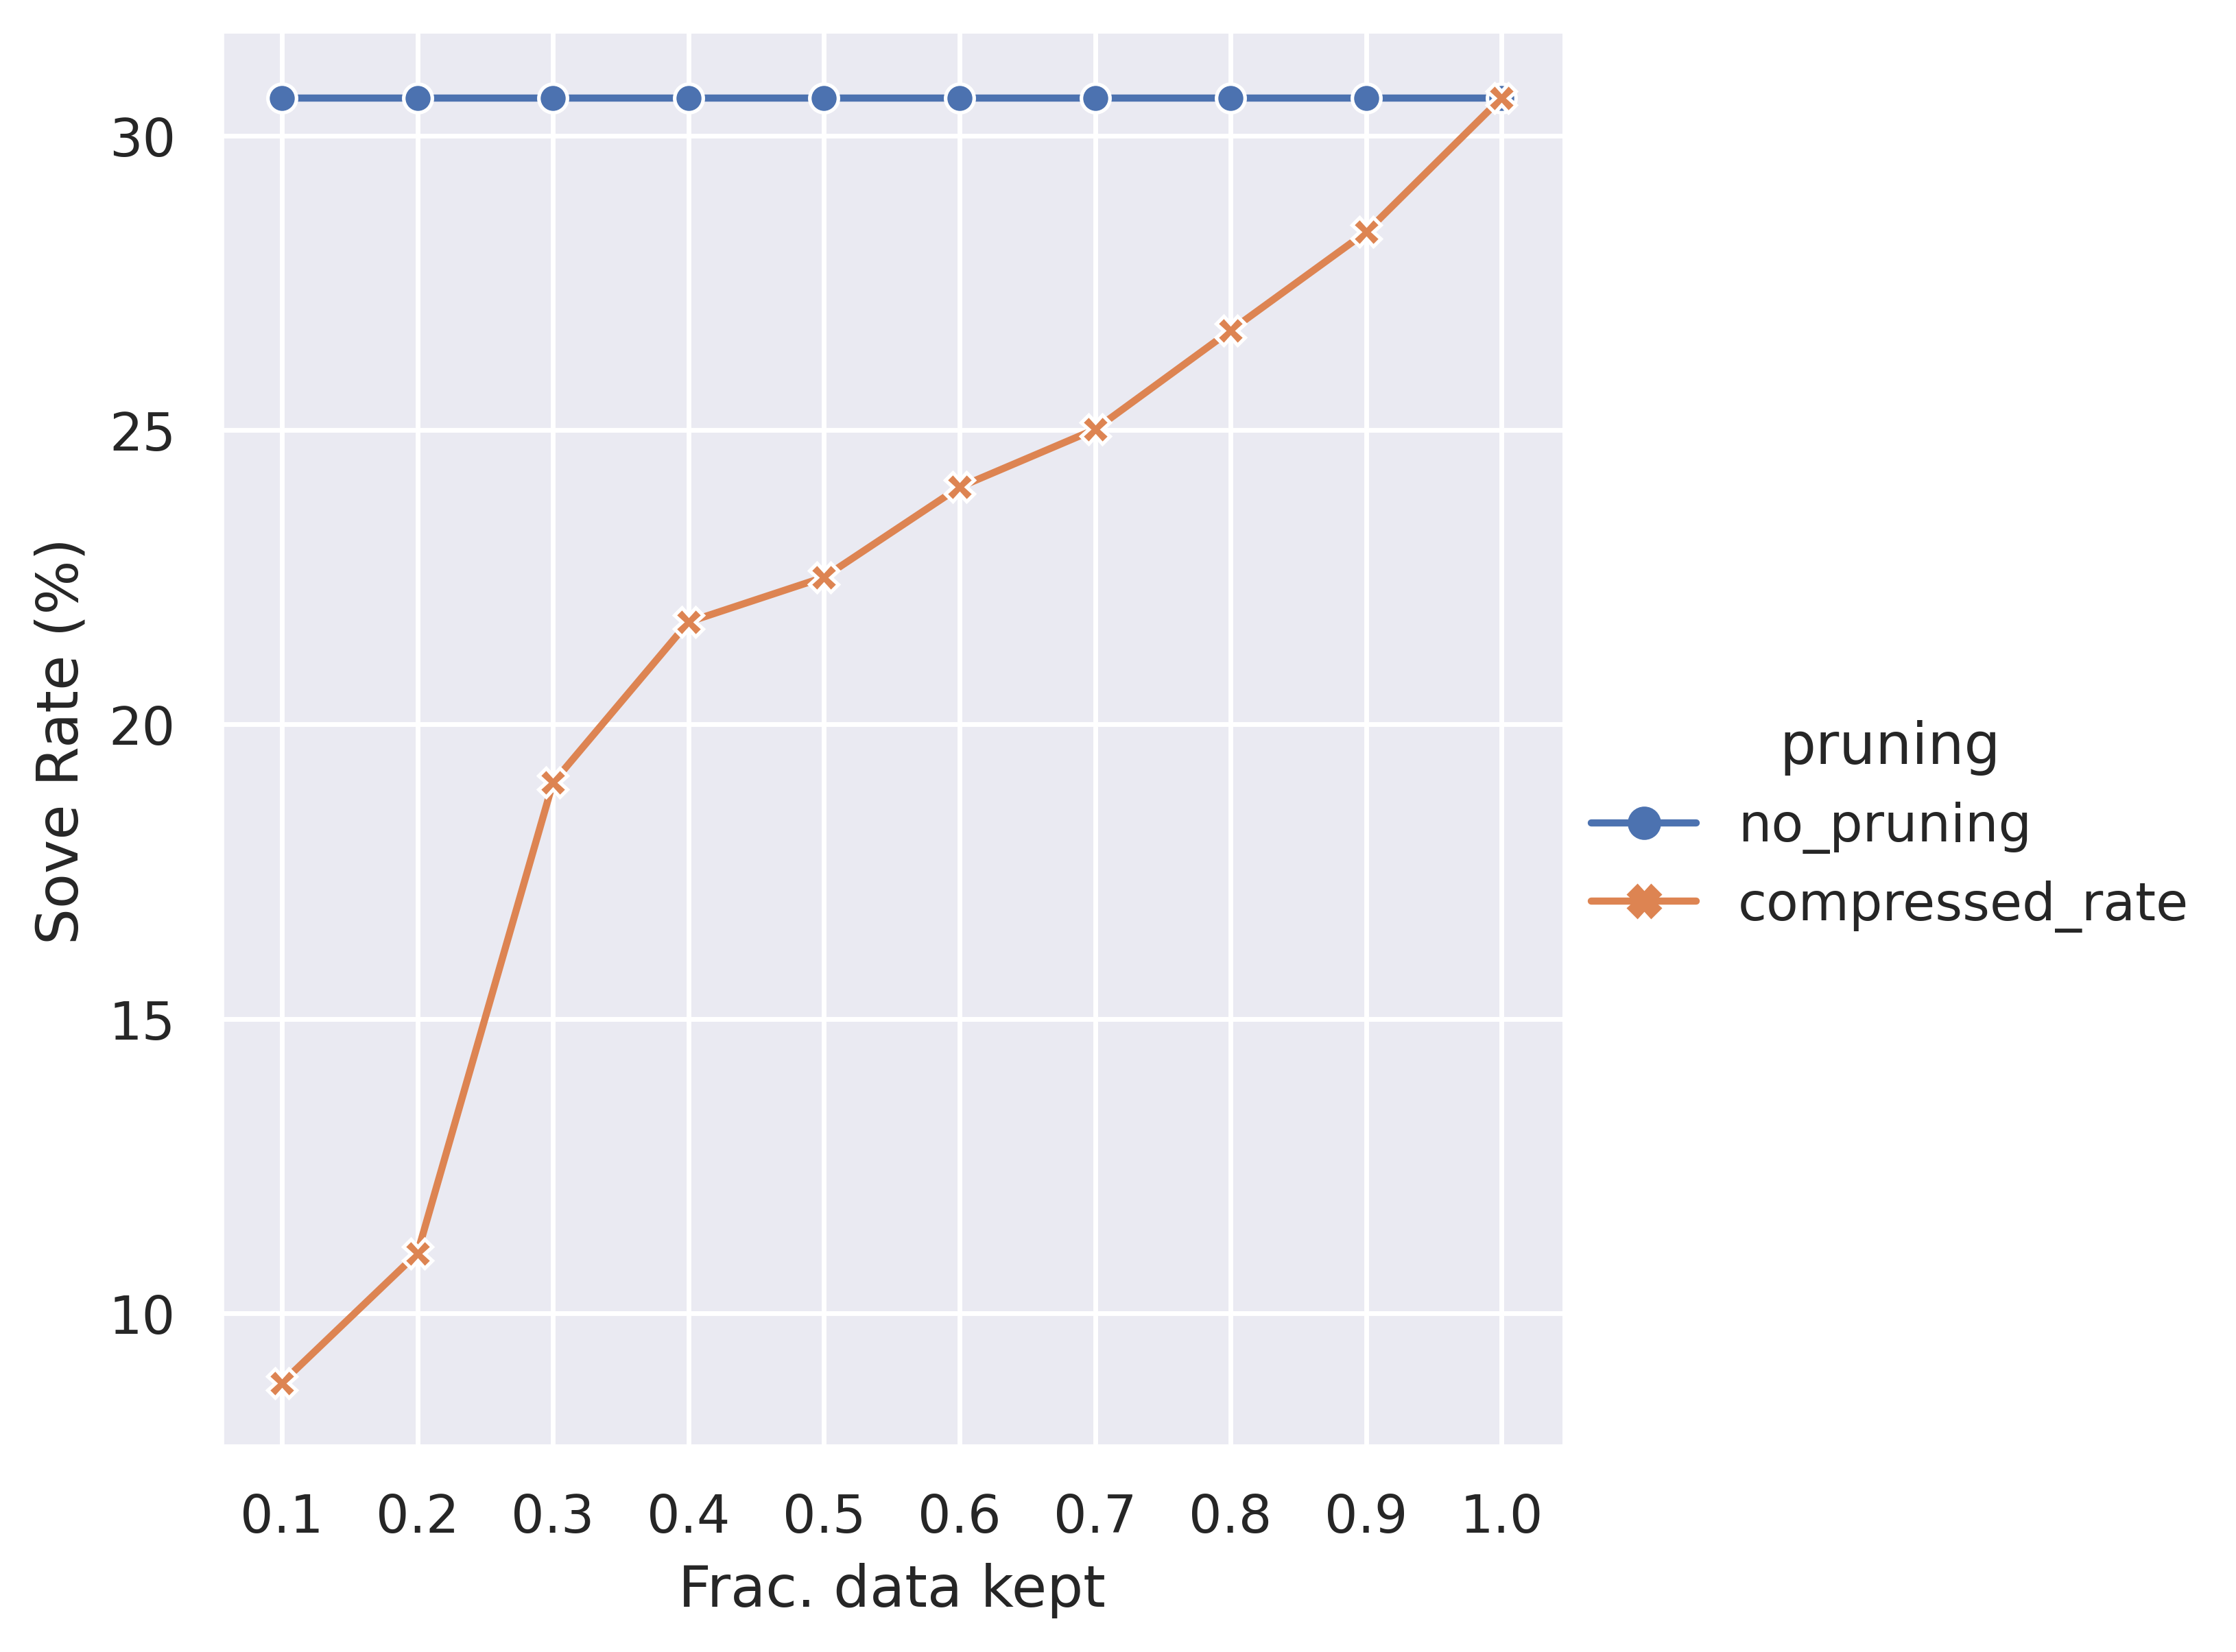 30
25
20
15
10
Sove Rate (%)
0.1 0.2 0.3 0.4 0.5 0.6 0.7 0.8 0.9 1.0
Frac. data kept
pruning
no_pruning
compressed_rate